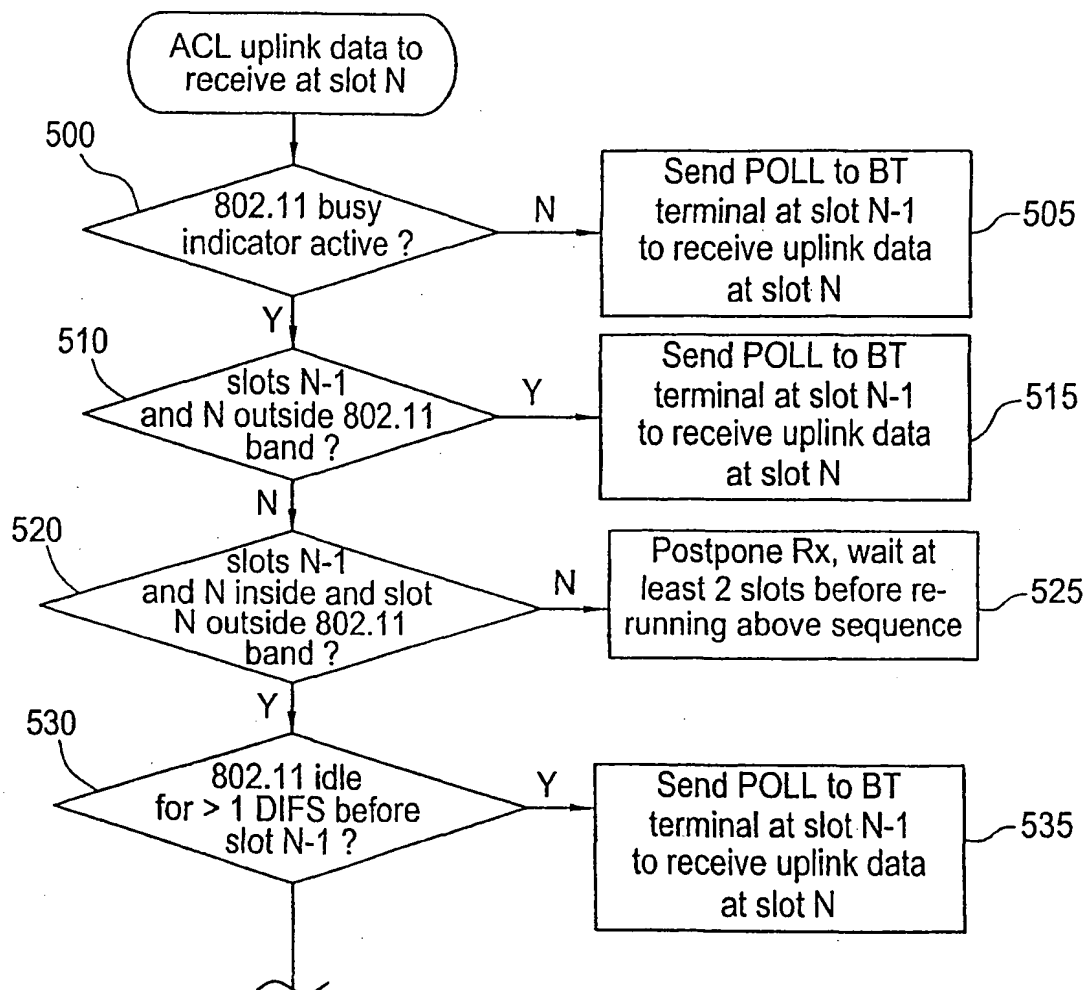 ACL uplink data to
receive at slot N
500
802.11 busy
indicator active ?
N
Send POLL to BT
terminal at slot N-1
to receive uplink data
at slot N
505
Y
510
slots N-1
and N outside 802.11
band ?
Y
Send POLL to BT
terminal at slot N-1
to receive uplink data
at slot N
515
N
520
slots N-1
and N inside and slot
N outside 802.11
band ?
N
Postpone Rx, wait at
least 2 slots before re-
running above sequence
525
Y
530
802.11 idle
for > 1 DIFS before
slot N-1 ?
Y
Send POLL to BT
terminal at slot N-1
to receive uplink data
at slot N
535